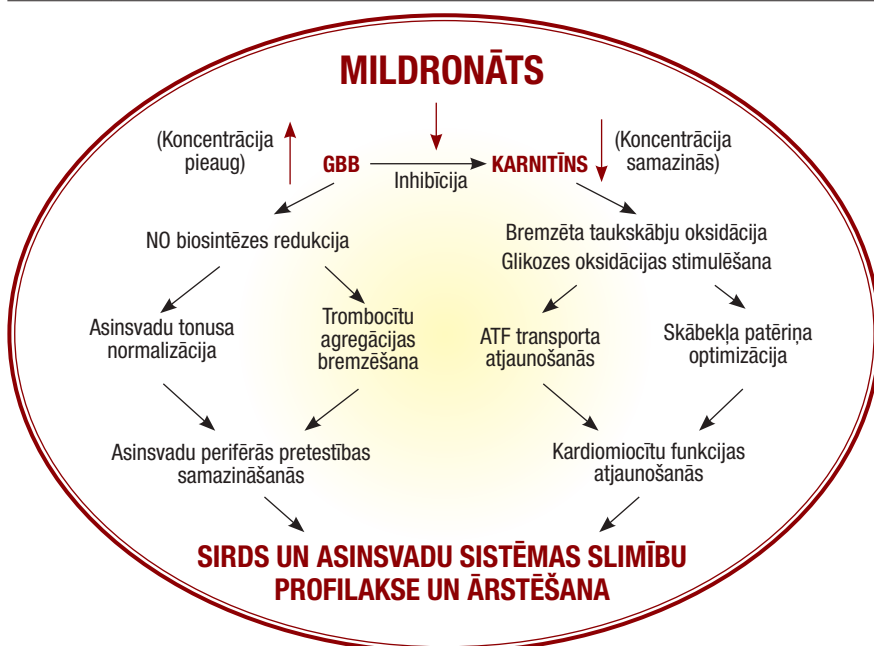 MILDRONĀTS
(Koncentrācija
pieaug)
GBB
Inhibīcija
KARNITĪNS
(Koncentrācija
samazinās)
NO biosintēzes redukcija
Bremzēta taukskābju oksidācija
Glikozes oksidācijas stimulēšana
Asinsvadu tonusa
normalizācija
Trombocītu
agregācijas
bremzēšana
ATF transporta
atjaunošanās
Skābekļa patēriņa
optimizācija
Asinsvadu perifērās pretestības
samazināšanās
Kardiomiocītu funkcijas
atjaunošanās
SIRDS UN ASINSVADU SISTĒMAS SLIMĪBU
PROFILAKSE UN ĀRSTĒŠANA